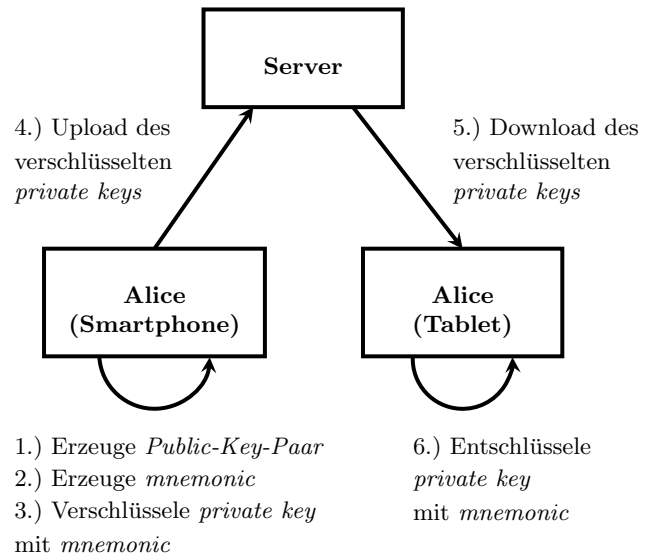 Server
4.) Upload des
verschlüsselten
private keys
5.) Download des
verschlüsselten
private keys
Alice
(Smartphone)
Alice
(Tablet)
1.) Erzeuge Public-Key-Paar
2.) Erzeuge mnemonic
3.) Verschlüssele private key
mit mnemonic
6.) Entschlüssele
private key
mit mnemonic